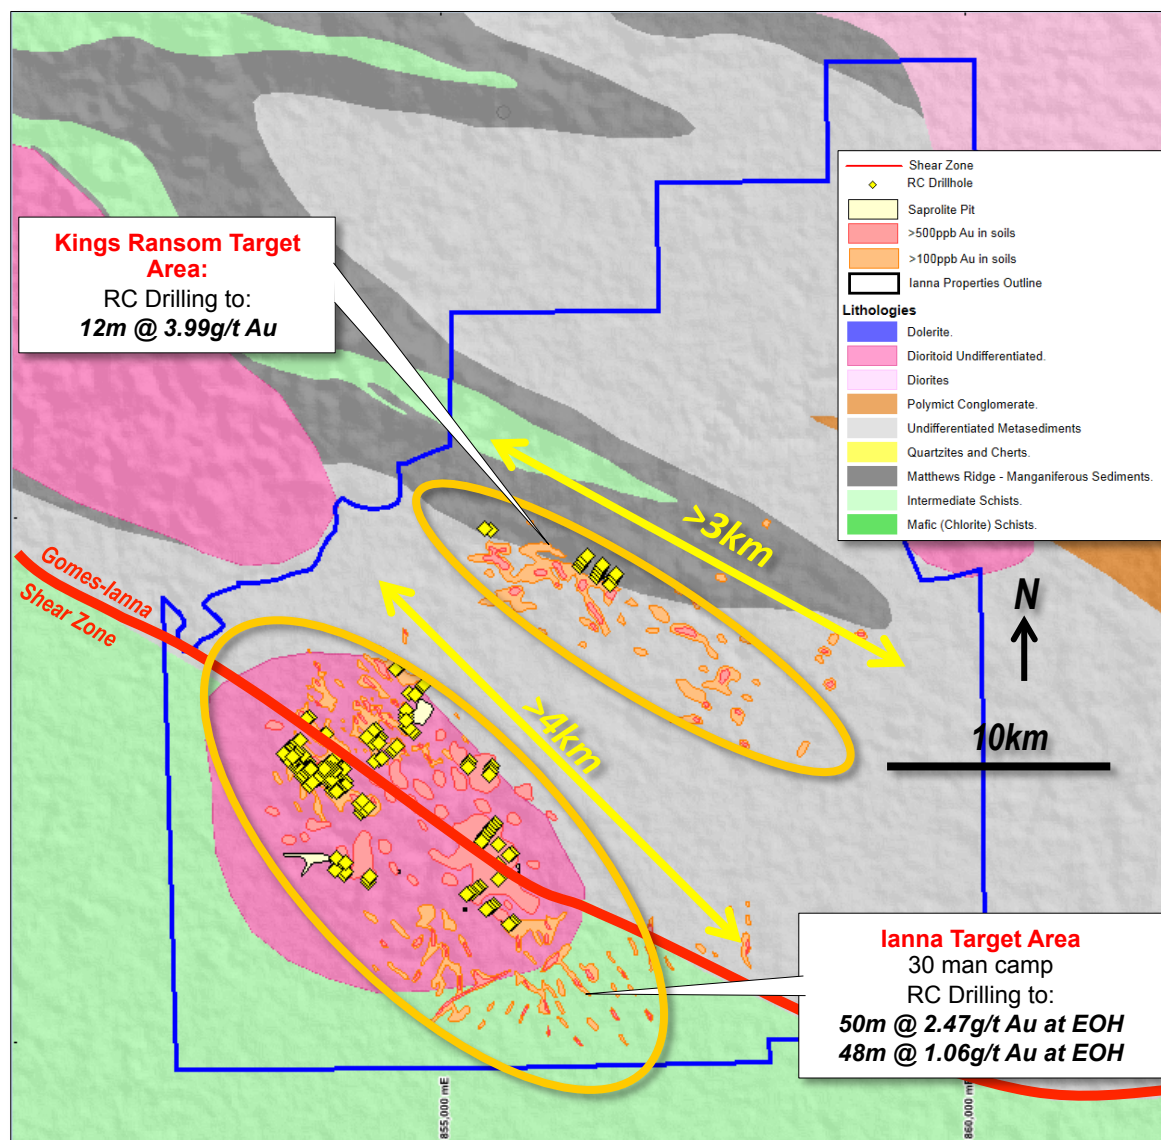 Shear Zone
RC Drillhole
Saprolite Pit
>500ppb Au in soils
>100ppb Au in soils
Ianna Properties Outline
Lithologies
Dolerite.
Dioritoid Undifferentiated.
Diorites
Polymict Conglomerate.
Undifferentiated Metasediments
Quartzites and Cherts.
Matthews Ridge - Manganiferous Sediments.
Intermediate Schists.
Mafic (Chlorite) Schists.
Kings Ransom Target
Area:
RC Drilling to:
12m @ 3.99g/t Au
>3km
Gomes-Ianna
Shear Zone
N
>4km
10km
Ianna Target Area
30 man camp
RC Drilling to:
50m @ 2.47g/t Au at EOH
48m @ 1.06g/t Au at EOH
855,000 mE
860,000 mE